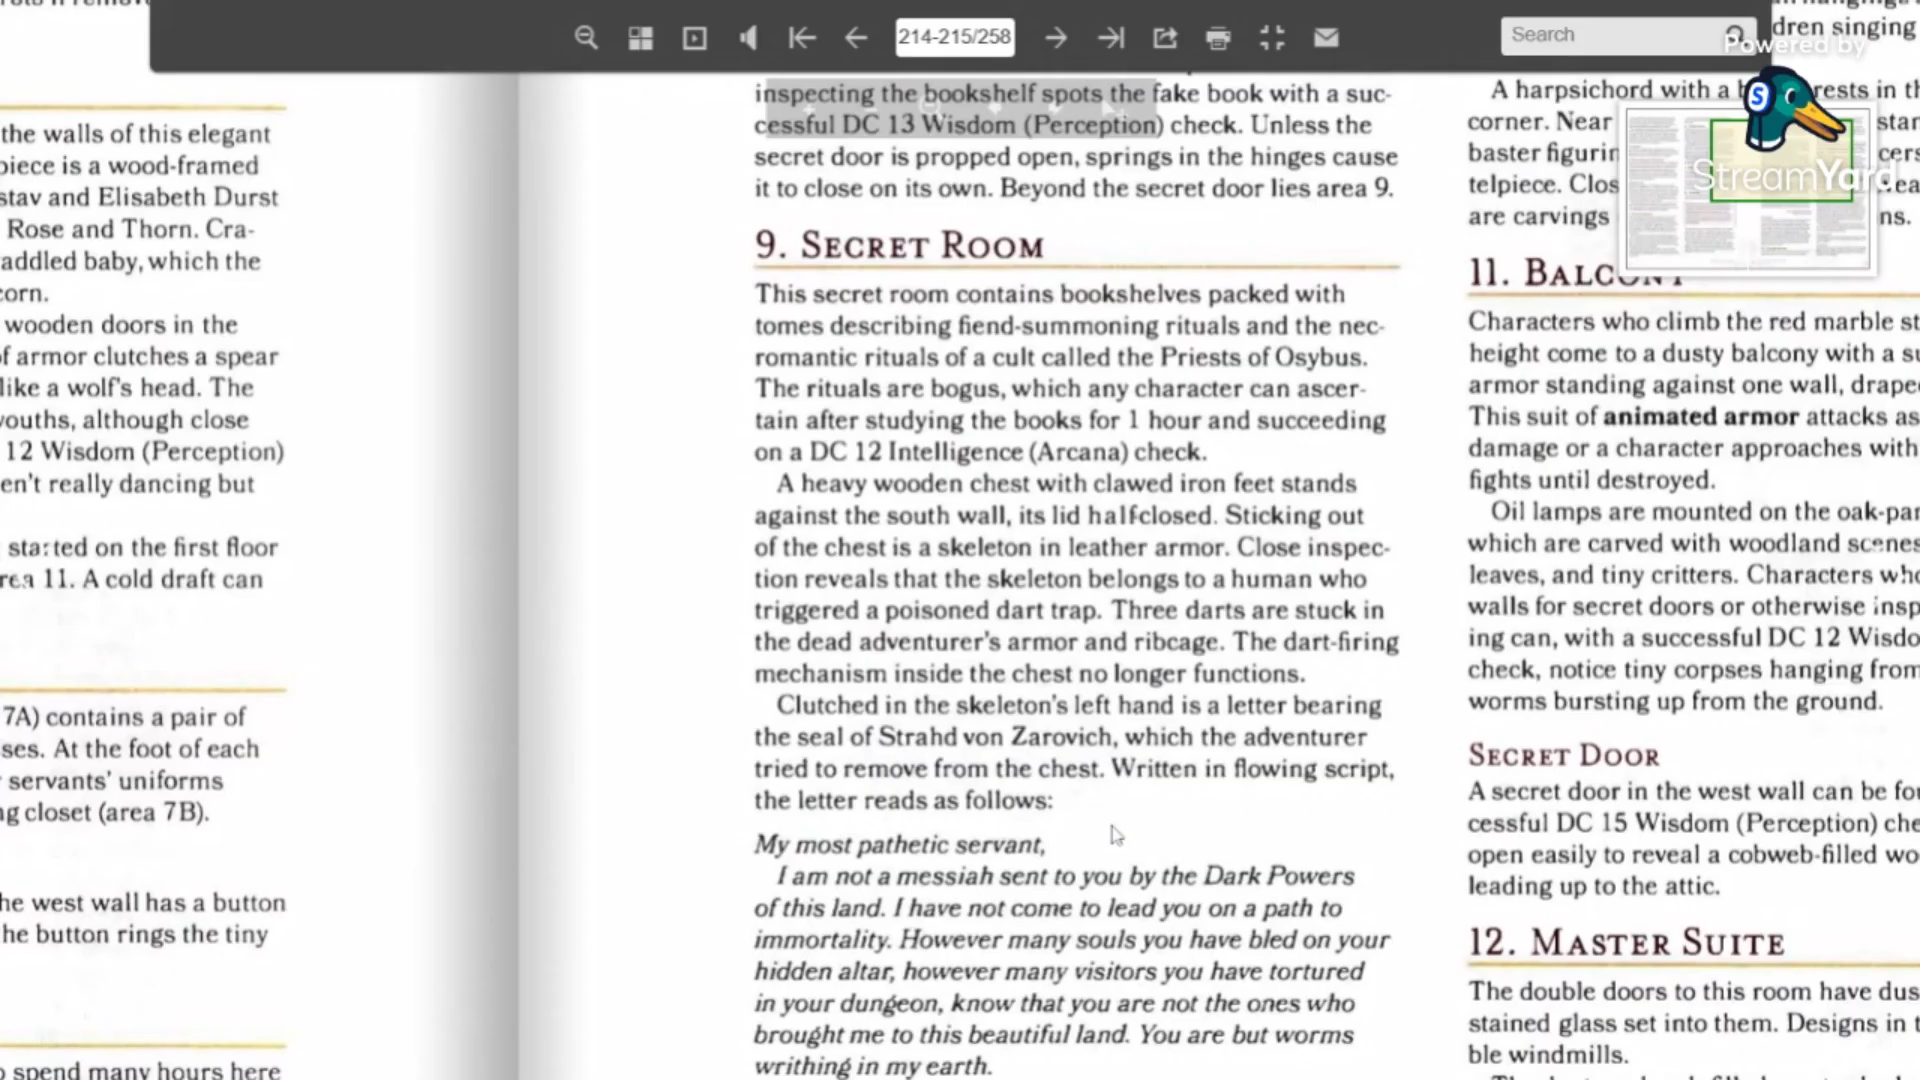 214-215/258
Search
Powered by
StreamYard
the walls of this elegant
piece is a wood-framed
stav and Elisabeth Durst
Rose and Thorn. Cra-
addled baby, which the
corn.
wooden doors in the
of armor clutches a spear
like a wolf's head. The
youths, although close
12 Wisdom (Perception)
en't really dancing but
started on the first floor
rea 11. A cold draft can
7A) contains a pair of
ses. At the foot of each
servants' uniforms
ng closet (area 7B).
he west wall has a button
he button rings the tiny
spend many hours here
inspecting the bookshelf spots the fake book with a suc-
cessful DC 13 Wisdom (Perception) check. Unless the
secret door is propped open, springs in the hinges cause
it to close on its own. Beyond the secret door lies area 9.
9. SECRET ROOM
This secret room contains bookshelves packed with
tomes describing fiend-summoning rituals and the nec-
romantic rituals of a cult called the Priests of Osybus.
The rituals are bogus, which any character can ascer-
tain after studying the books for 1 hour and succeeding
on a DC 12 Intelligence (Arcana) check.
A heavy wooden chest with clawed iron feet stands
against the south wall, its lid halfclosed. Sticking out
of the chest is a skeleton in leather armor. Close inspec-
tion reveals that the skeleton belongs to a human who
triggered a poisoned dart trap. Three darts are stuck in
the dead adventurer's armor and ribcage. The dart-firing
mechanism inside the chest no longer functions.
Clutched in the skeleton's left hand is a letter bearing
the seal of Strahd von Zarovich, which the adventurer
tried to remove from the chest. Written in flowing script,
the letter reads as follows:
My most pathetic servant,
I am not a messiah sent to you by the Dark Powers
of this land. I have not come to lead you on a path to
immortality. However many souls you have bled on your
hidden altar, however many visitors you have tortured
in your dungeon, know that you are not the ones who
brought me to this beautiful land. You are but worms
writhing in my earth.
dren singing
A harpsichord with a b rests in th
corner. Near stan
baster figurin cers
telpiece. Clos
are carvings ns.
11. BALCONY
Characters who climb the red marble st
height come to a dusty balcony with a su
armor standing against one wall, drape
This suit of animated armor attacks as
damage or a character approaches with
fights until destroyed.
Oil lamps are mounted on the oak-pan
which are carved with woodland scenes
leaves, and tiny critters. Characters who
walls for secret doors or otherwise insp
ing can, with a successful DC 12 Wisdo
check, notice tiny corpses hanging from
worms bursting up from the ground.
SECRET DOOR
A secret door in the west wall can be fou
cessful DC 15 Wisdom (Perception) che
open easily to reveal a cobweb-filled wo
leading up to the attic.
12. MASTER SUITE
The double doors to this room have dus
stained glass set into them. Designs in t
ble windmills.